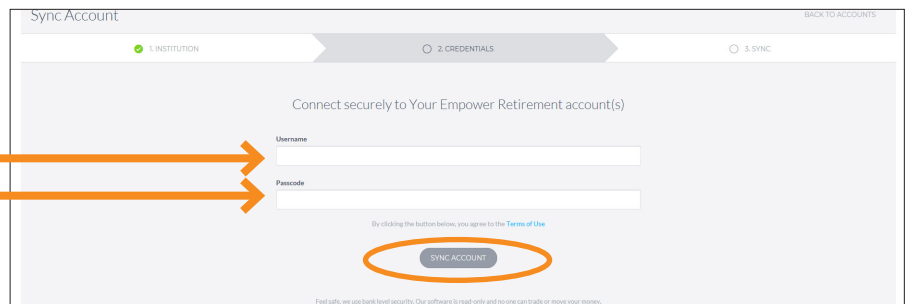 Sync Account
BACK TO ACCOUNTS
1. INSTITUTION
2. CREDENTIALS
3. SYNC
Connect securely to Your Empower Retirement account(s)
Username
Passcode
By clicking the button below, you agree to the Terms of Use
SYNC ACCOUNT
Feel safe, we use bank level security. Our software is read-only and no one can trade or move your money.